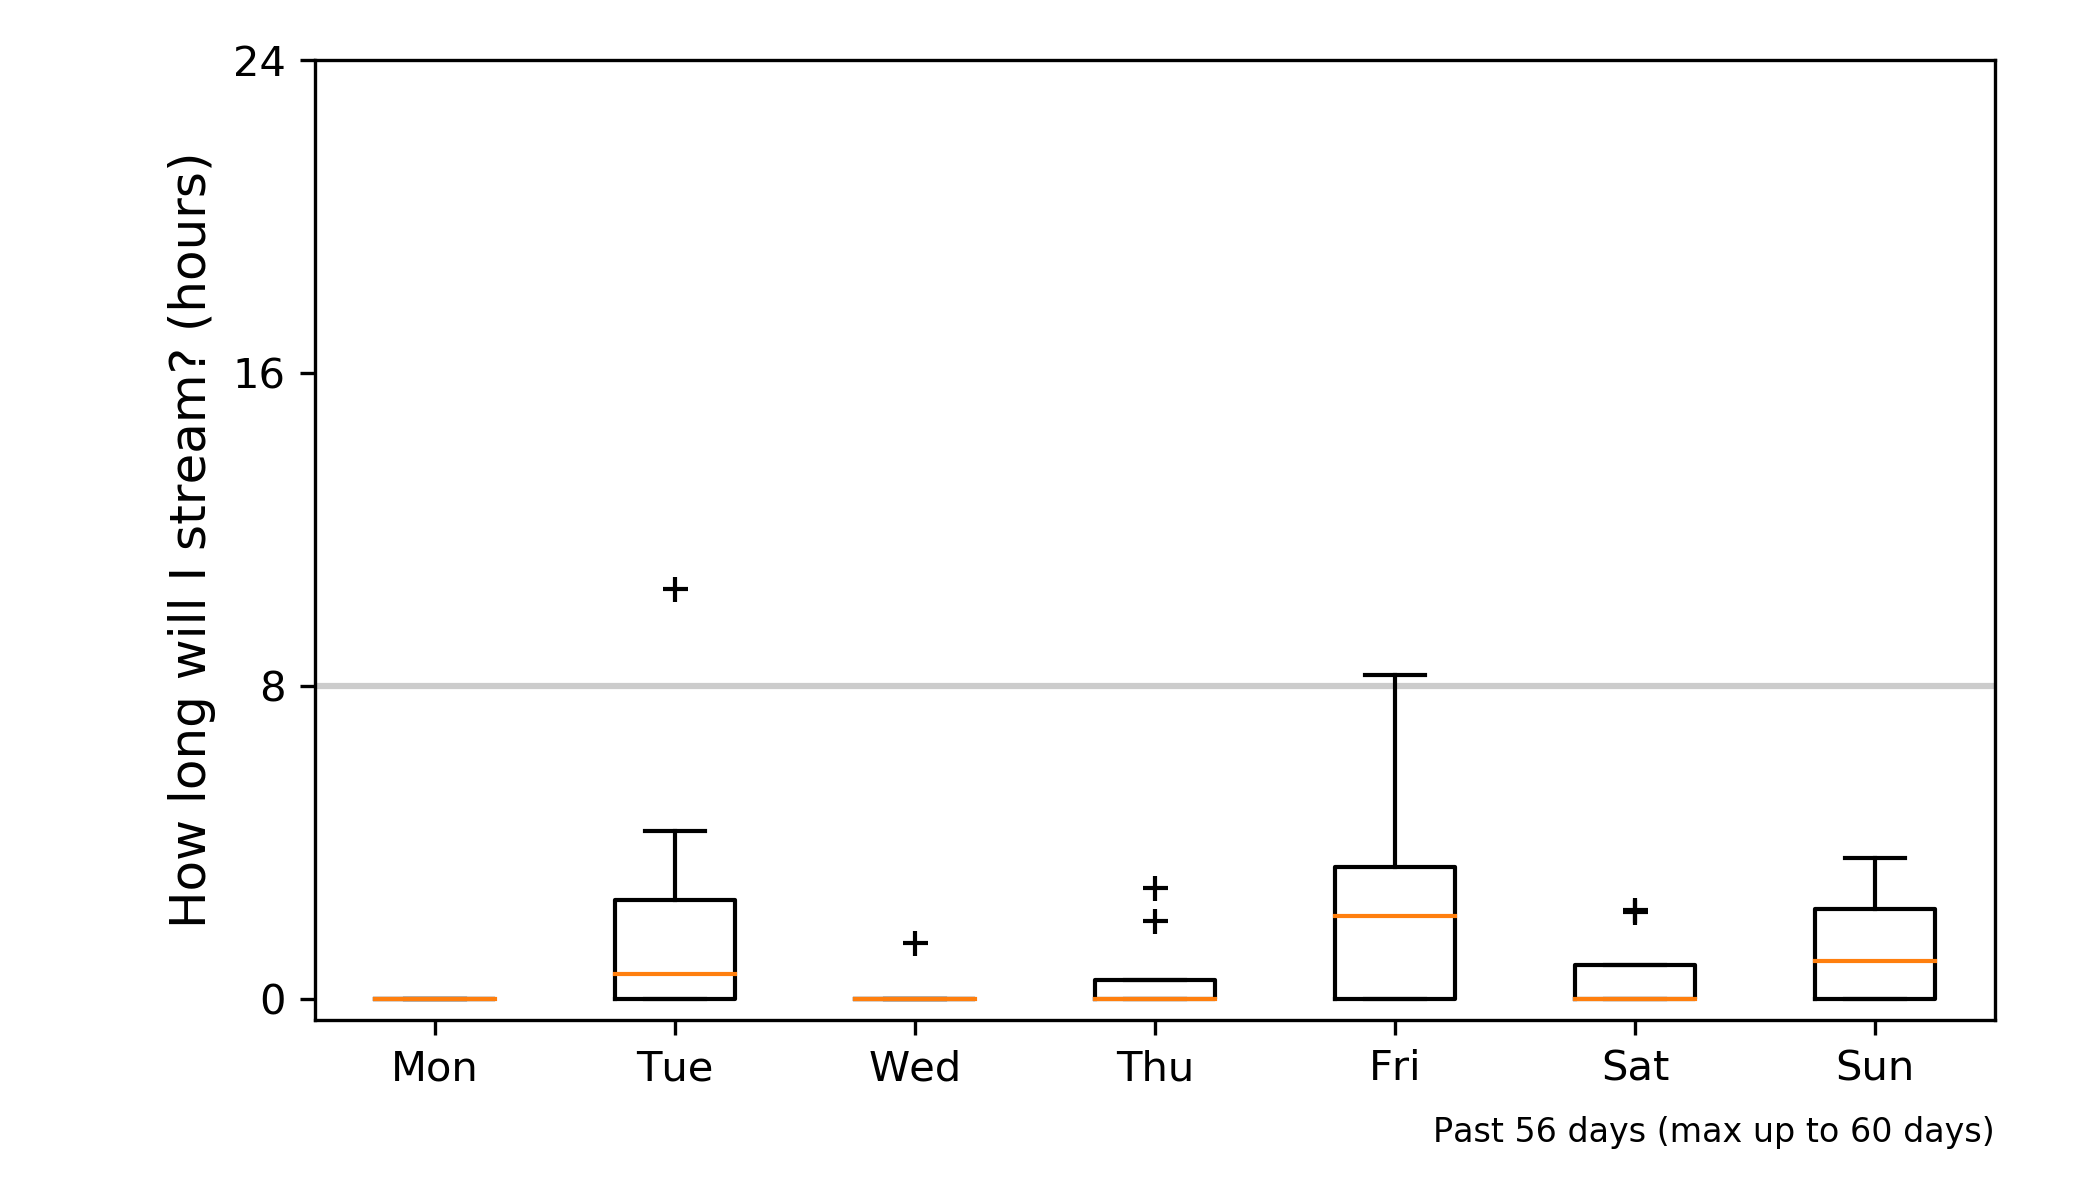 How long will I stream? (hours)
24
16
8
0
Mon Tue Wed Thu Fri Sat Sun
Past 56 days (max up to 60 days)